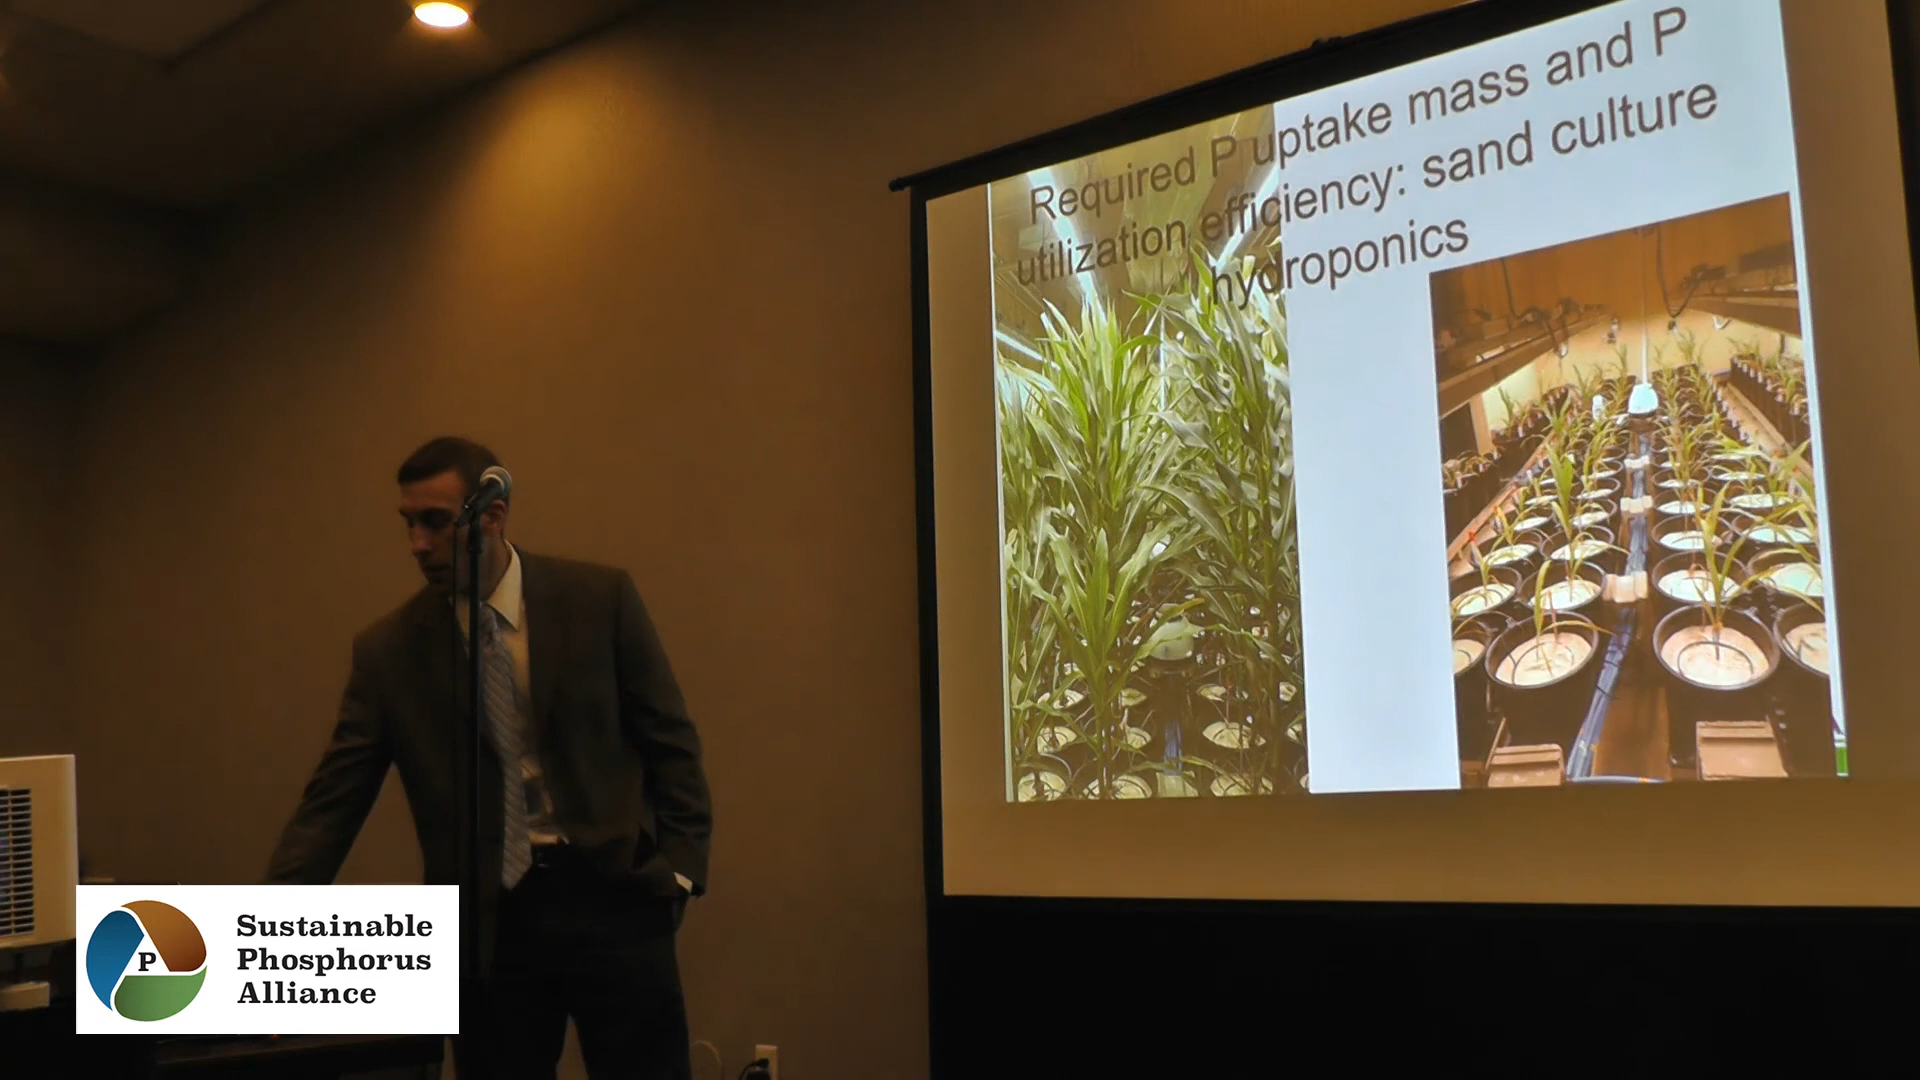 Required P uptake mass and P
utilization efficiency: sand culture
hydroponics
P
Sustainable
Phosphorus
Alliance